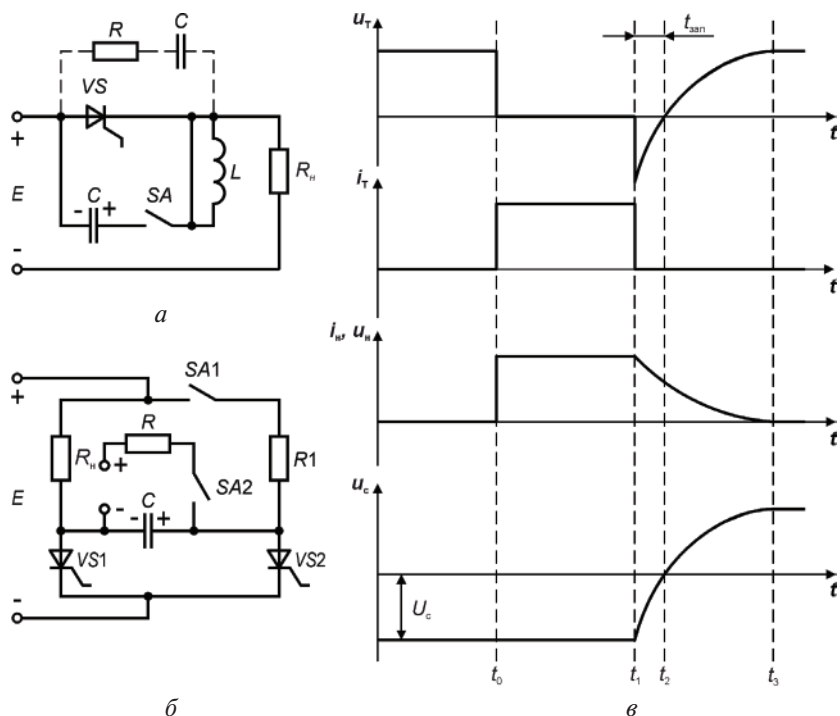 R
C
VS
+
E
-
C
-
+
SA
L
Rн
а
+
SA1
R
Rн
+
R1
SA2
E
-
C
-
+
VS1
VS2
-
б
uт
tзап
t
iт
t
iн, uн
t
uс
Uс
t
t0
t1
t2
t3
в